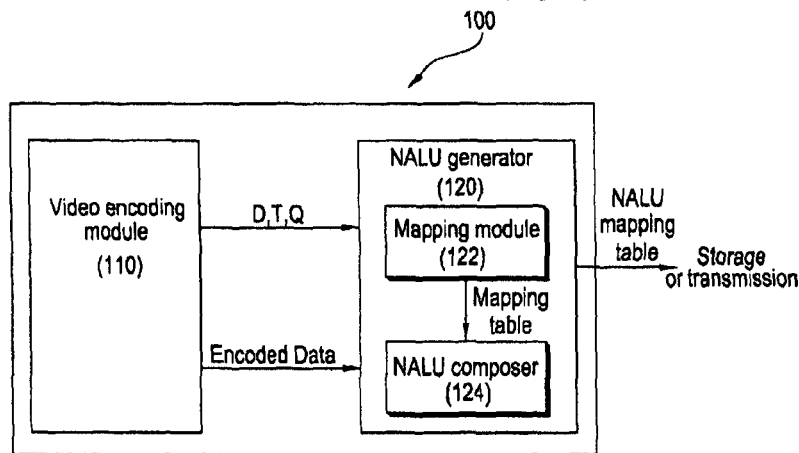 100
Video encoding
module
(110)
D,T,Q
Encoded Data
NALU generator
(120)
Mapping module
(122)
Mapping
table
NALU composer
(124)
NALU
mapping
table
Storage
or transmission